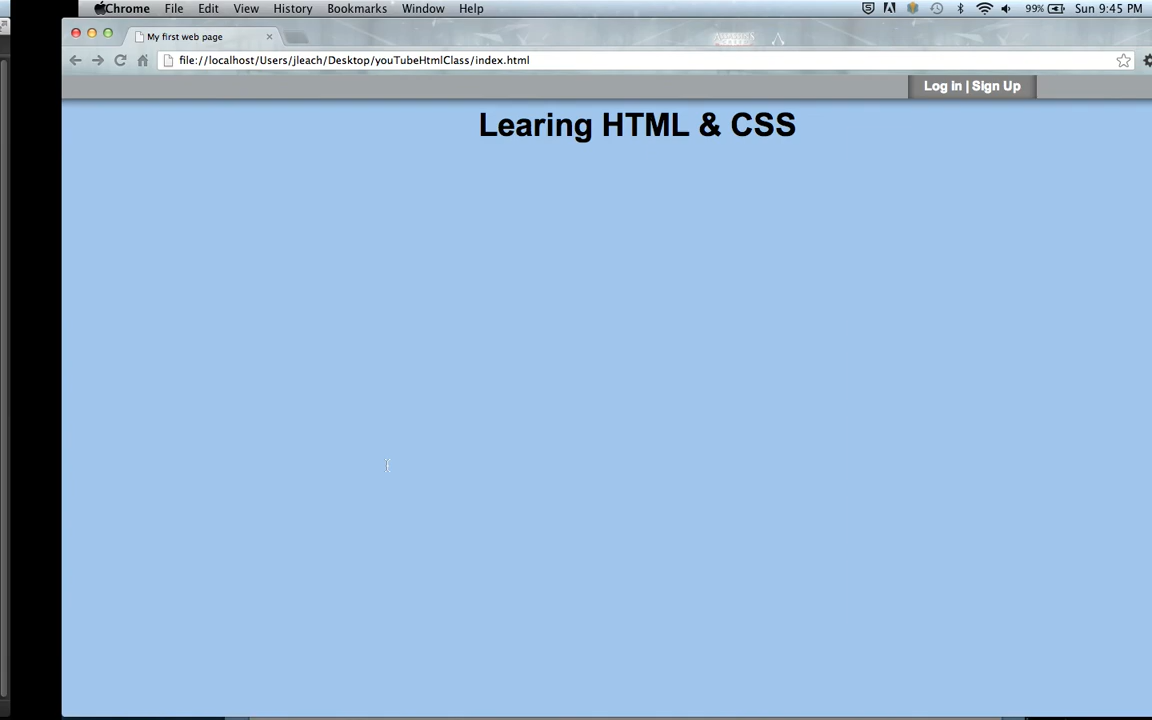 Chrome File Edit View History Bookmarks Window Help 99% Sun 9:45 PM
My first web page
file://localhost/Users/jleach/Desktop/youTubeHtmlClass/index.html
Log in | Sign Up
Learing HTML & CSS